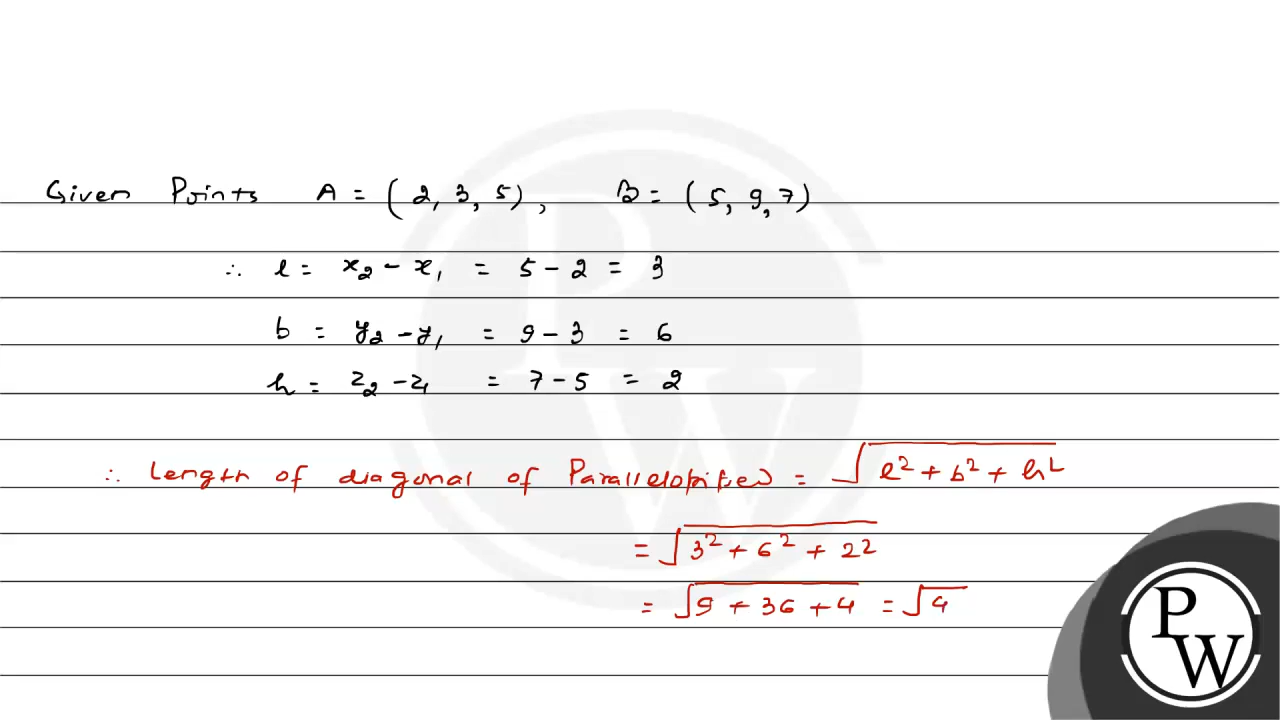 Given Points A = (2, 3, 5), B = (5, 9, 7)
∴ l = x₂ − x₁ = 5 − 2 = 3
b = y₂ − y₁ = 9 − 3 = 6
h = z₂ − z₁ = 7 − 5 = 2
∴ length of diagonal of Parallelopiped = √(l² + b² + h²)
= √(3² + 6² + 2²)
= √(9 + 36 + 4) = √4
PW